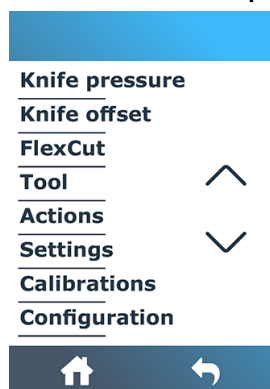 Knife pressure
Knife offset
FlexCut
Tool
Actions
Settings
Calibrations
Configuration